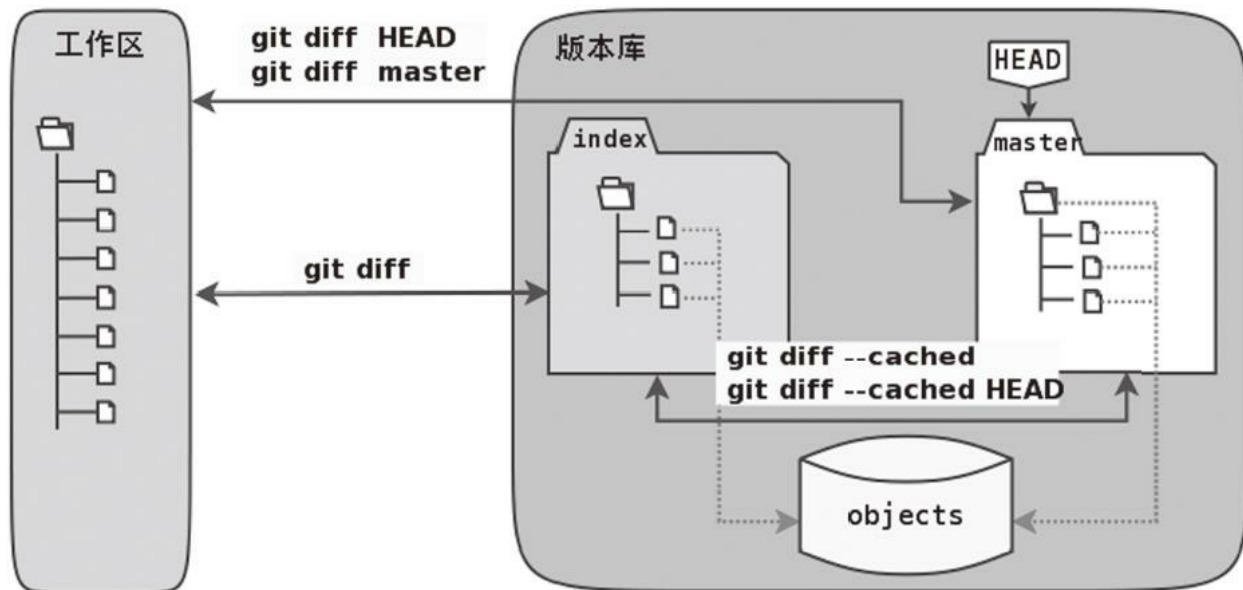 工作区
git diff HEAD
git diff master
版本库
HEAD
index
master
git diff
git diff --cached
git diff --cached HEAD
objects